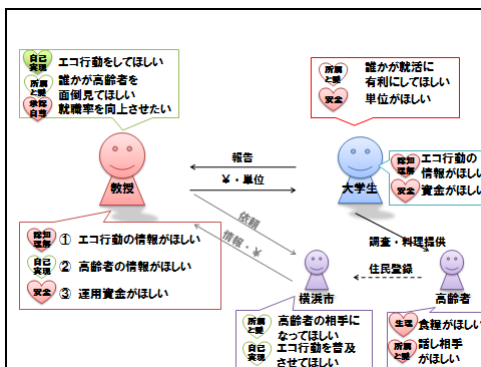 自己
実現
エコ行動をしてほしい
所属
と愛
誰かが高齢者を
面倒見てほしい
承認
自尊
就職率を向上させたい
所属
と愛
誰かが就活に
有利にしてほしい
安全
単位がほしい
教授
報告
¥・単位
大学生
認知
理解
エコ行動の
情報がほしい
安全
資金がほしい
依頼
情報・¥
調査・料理提供
住民登録
認知
理解
① エコ行動の情報がほしい
自己
実現
② 高齢者の情報がほしい
安全
③ 運用資金がほしい
横浜市
高齢者
所属
と愛
高齢者の相手に
なってほしい
自己
実現
エコ行動を普及
させてほしい
生理
食糧がほしい
所属
と愛
話し相手
がほしい